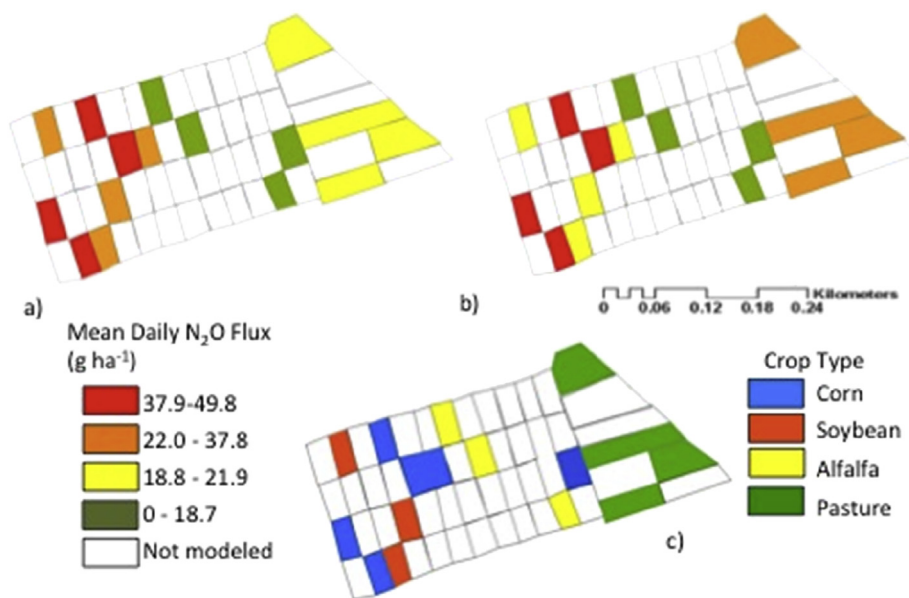 a)
b)
Kilometers
0 0.06 0.12 0.18 0.24
Mean Daily N₂O Flux
(g ha⁻¹)
37.9-49.8
22.0 - 37.8
18.8 - 21.9
0 - 18.7
Not modeled
c)
Crop Type
Corn
Soybean
Alfalfa
Pasture